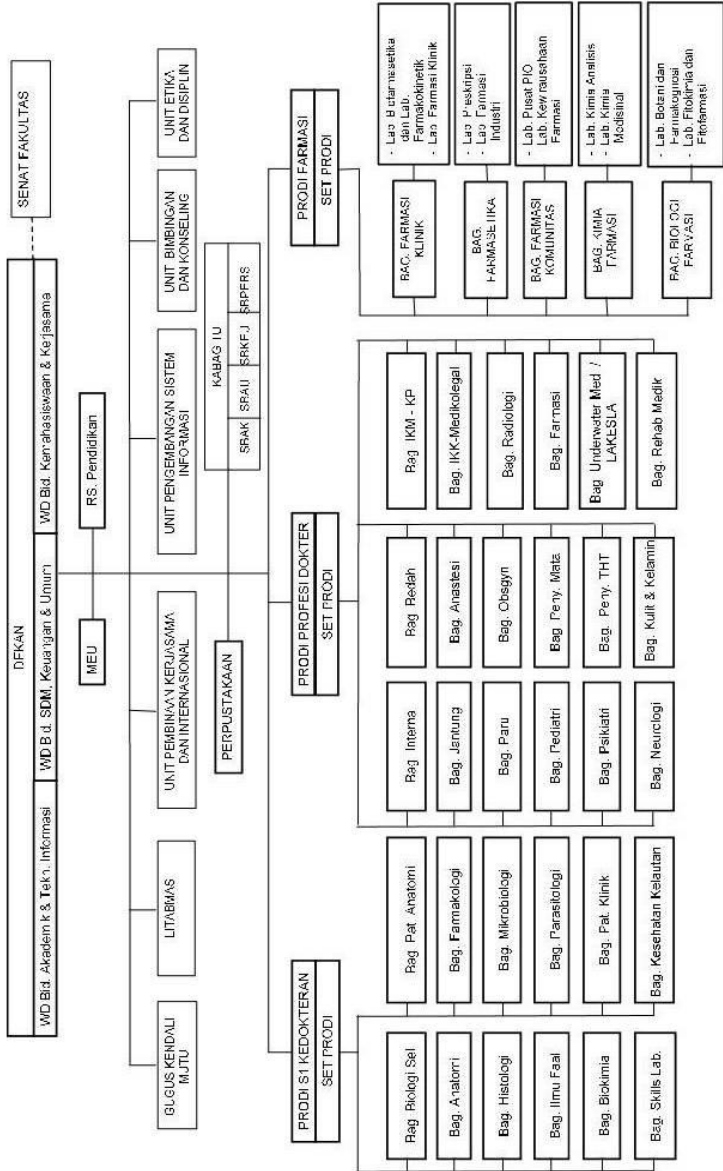 DEKAN
SENAT FAKULTAS
WD Bid. Akademik & Tekn. Informasi
WD Bid. SDM, Keuangan & Umum
WD Bid. Kemahasiswaan & Kerjasama
MEU
RS. Pendidikan
GUGUS KENDALI
MUTU
LITABMAS
UNIT PEMBINAAN KERJASAMA
DAN INTERNASIONAL
UNIT PENGEMBANGAN SISTEM
INFORMASI
UNIT BIMBINGAN
DAN KONSELING
UNIT ETIKA
DAN DISIPLIN
PERPUSTAKAAN
KABAG TU
SBAK
SBAU
SBKEU
SBPERS
PRODI S1 KEDOKTERAN
SET PRODI
PRODI PROFESI DOKTER
SET PRODI
PRODI FARMASI
SET PRODI
Bag. Biologi Sel
Bag. Anatomi
Bag. Histologi
Bag. Ilmu Faal
Bag. Biokimia
Bag. Skills Lab.
Bag. Pat. Anatomi
Bag. Farmakologi
Bag. Mikrobiologi
Bag. Parasitologi
Bag. Pat. Klinik
Bag. Kesehatan Kelautan
Bag. Interna
Bag. Jantung
Bag. Paru
Bag. Pediatri
Bag. Psikiatri
Bag. Neurologi
Bag. Bedah
Bag. Anastesi
Bag. Obsgyn
Bag. Peny. Mata
Bag. Peny. THT
Bag. Kulit & Kelamin
Bag. IKM - KP
Bag. IKK-Medikolegal
Bag. Radiologi
Bag. Farmasi
Bag. Underwater Med /
LAKESLA
Bag. Rehab Medik
BAG. FARMASI
KLINIK
- Lab. Biofarmasetika
dan Lab.
Farmakokinetik
- Lab. Farmasi Klinik
BAG.
FARMASETIKA
- Lab. Preskripsi
- Lab. Farmasi
Industri
BAG. FARMASI
KOMUNITAS
- Lab. Pusat PIO
- Lab. Kewirausahaan
Farmasi
BAG. KIMIA
FARMASI
- Lab. Kimia Analisis
- Lab. Kimia
Medisinal
BAG. BIOLOGI
FARMASI
- Lab. Botani dan
Farmakognosi
- Lab. Fitokimia dan
Fitofarmasi